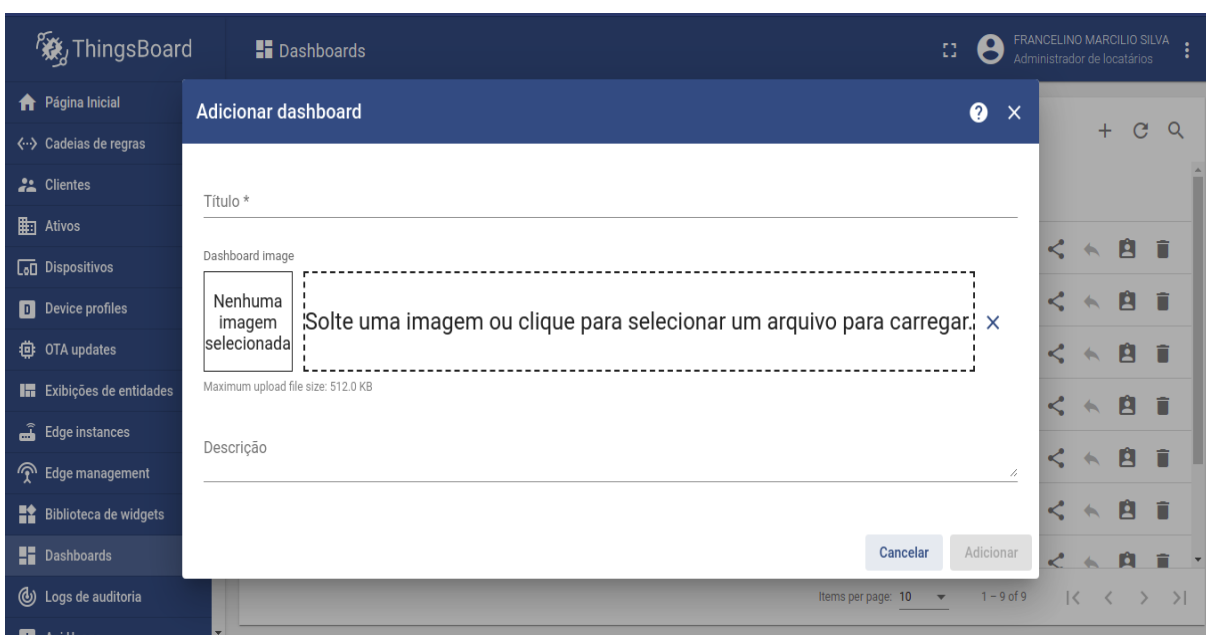 ThingsBoard
Dashboards
FRANCELINO MARCILIO SILVA
Administrador de locatários
Página Inicial
Cadeias de regras
Clientes
Ativos
Dispositivos
Device profiles
OTA updates
Exibições de entidades
Edge instances
Edge management
Biblioteca de widgets
Dashboards
Logs de auditoria
Adicionar dashboard
Título *
Dashboard image
Nenhuma
imagem
selecionada
Solte uma imagem ou clique para selecionar um arquivo para carregar.
Maximum upload file size: 512.0 KB
Descrição
Cancelar
Adicionar
Items per page: 10
1 – 9 of 9